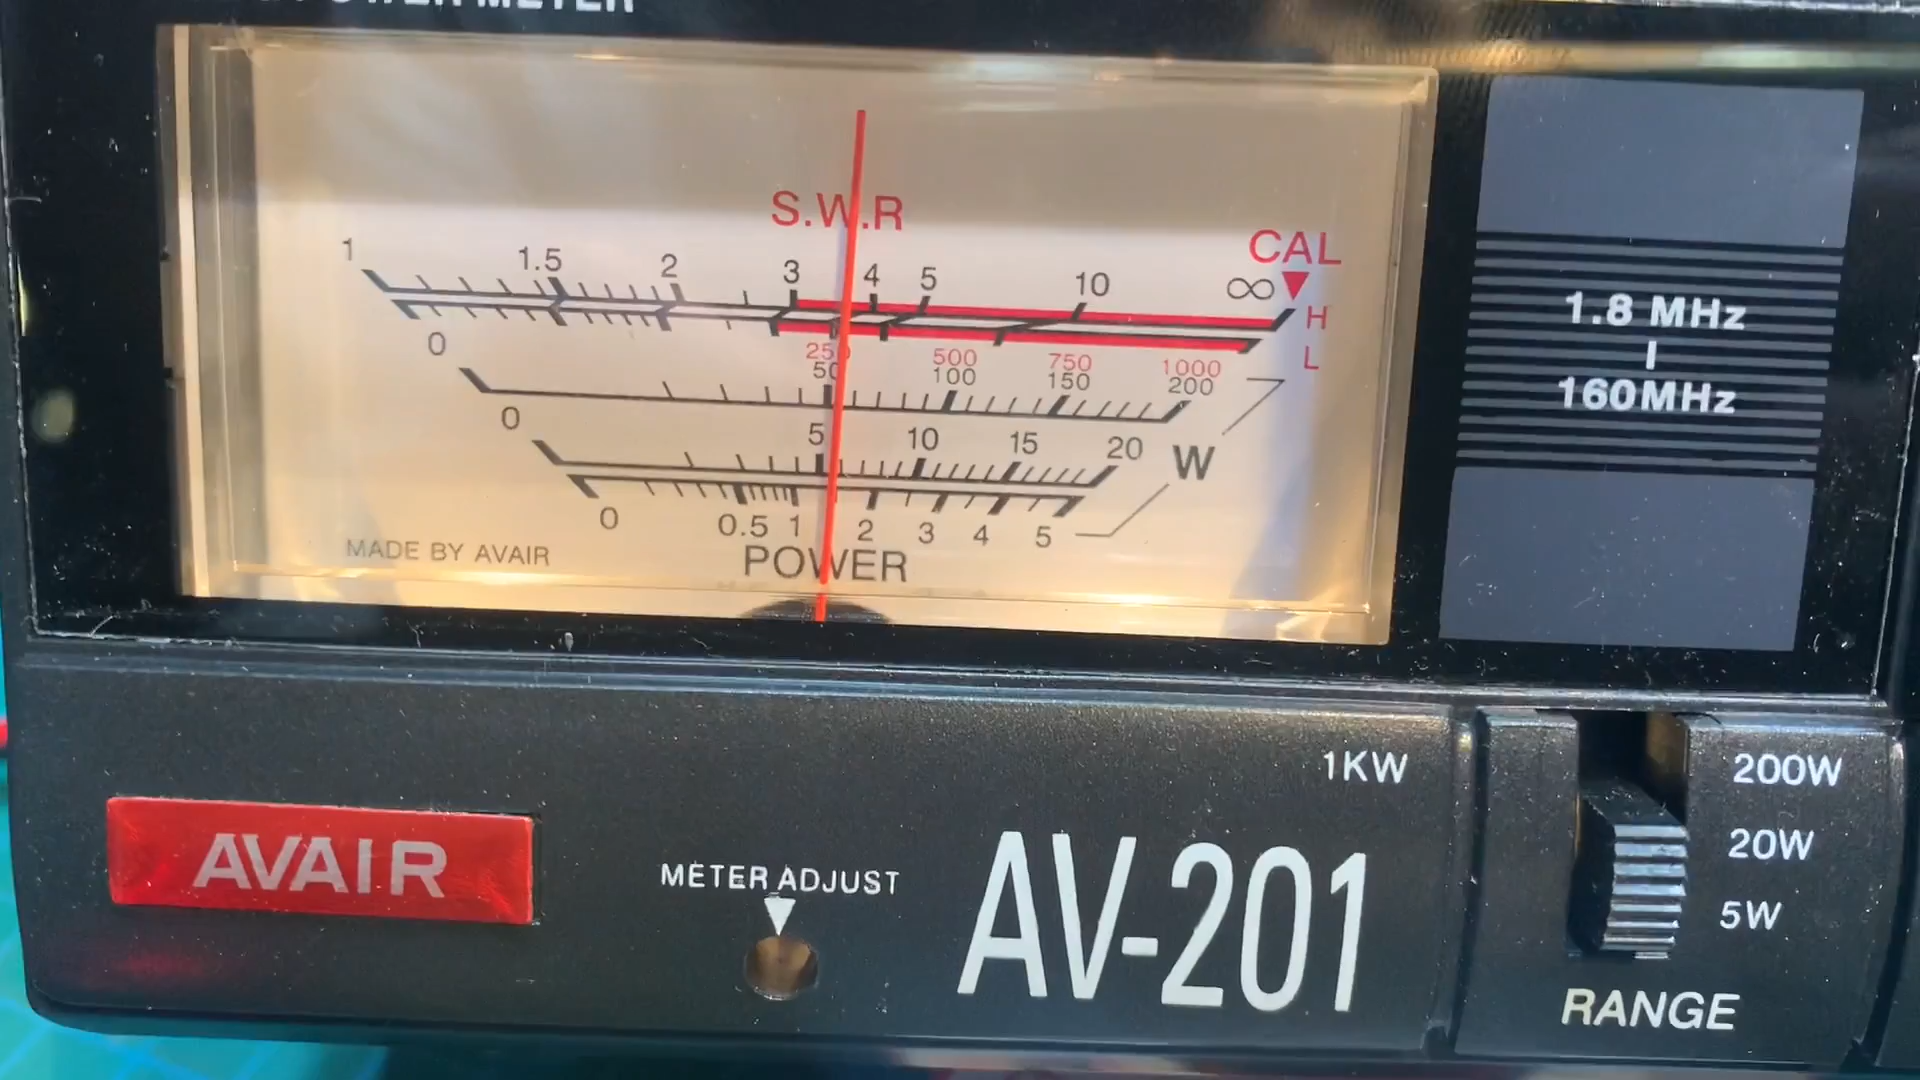 POWER METER
S.W.R
CAL
1 1.5 2 3 4 5 10 ∞
H
L
0 250 500 750 1000
50 100 150 200
0 5 10 15 20
W
0 0.5 1 2 3 4 5
MADE BY AVAIR
POWER
1.8 MHz
|
160MHz
1KW
200W
20W
5W
RANGE
AVAIR
METER ADJUST
AV-201